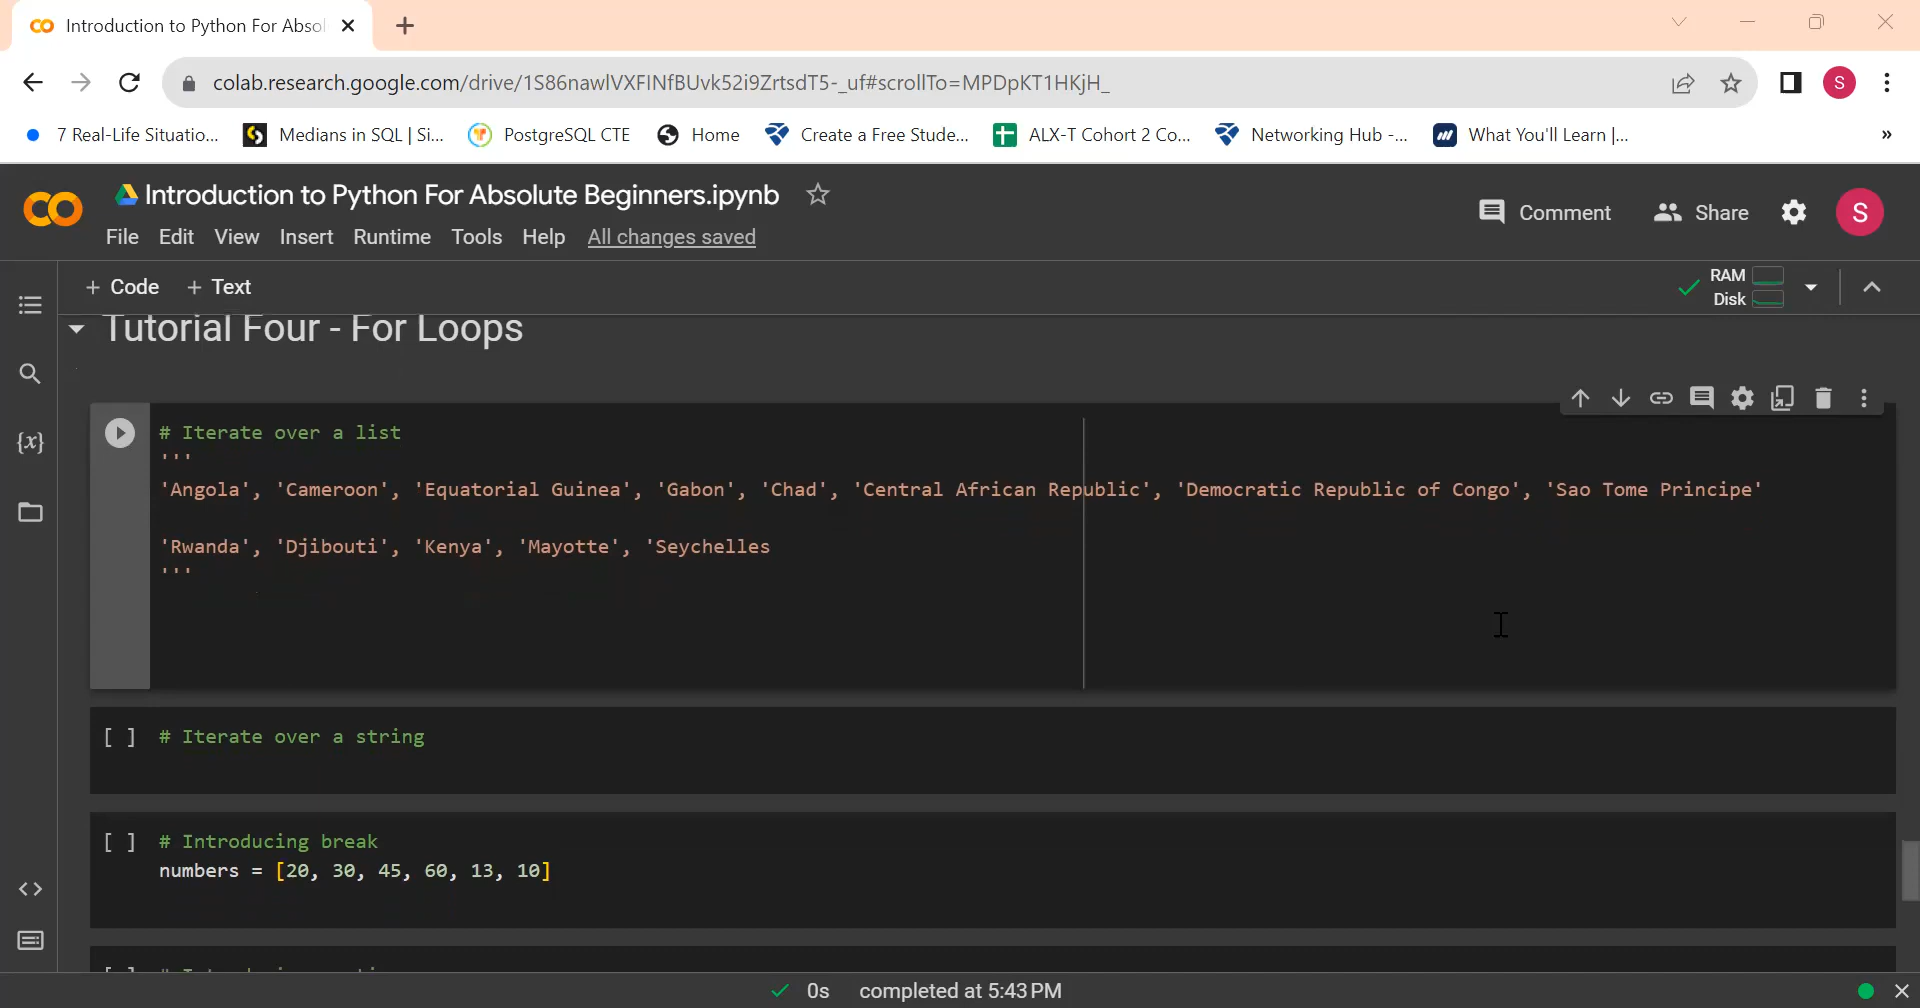 Introduction to Python For Absol
colab.research.google.com/drive/1S86nawlVXFINfBUvk52i9ZrtsdT5-_uf#scrollTo=MPDpKT1HKjH_
S
7 Real-Life Situatio... Medians in SQL | Si... PostgreSQL CTE Home Create a Free Stude... ALX-T Cohort 2 Co... Networking Hub -... What You'll Learn |... »
Introduction to Python For Absolute Beginners.ipynb
File Edit View Insert Runtime Tools Help All changes saved
Comment Share S
+ Code + Text
RAM
Disk
Tutorial Four - For Loops
# Iterate over a list
'''
'Angola', 'Cameroon', 'Equatorial Guinea', 'Gabon', 'Chad', 'Central African Republic', 'Democratic Republic of Congo', 'Sao Tome Principe'
'Rwanda', 'Djibouti', 'Kenya', 'Mayotte', 'Seychelles
'''
[ ] # Iterate over a string
[ ] # Introducing break
numbers = [20, 30, 45, 60, 13, 10]
0s completed at 5:43 PM